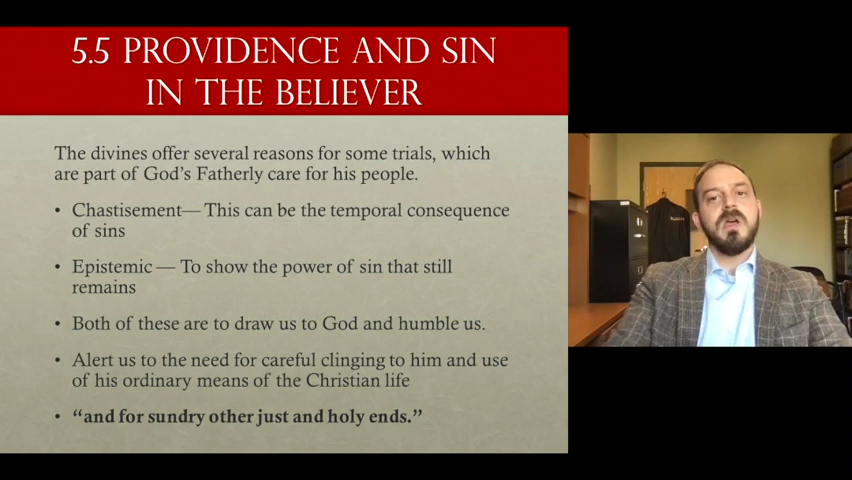 5.5 PROVIDENCE AND SIN
IN THE BELIEVER
The divines offer several reasons for some trials, which
are part of God's Fatherly care for his people.
• Chastisement— This can be the temporal consequence
of sins
• Epistemic — To show the power of sin that still
remains
• Both of these are to draw us to God and humble us.
• Alert us to the need for careful clinging to him and use
of his ordinary means of the Christian life
• “and for sundry other just and holy ends.”